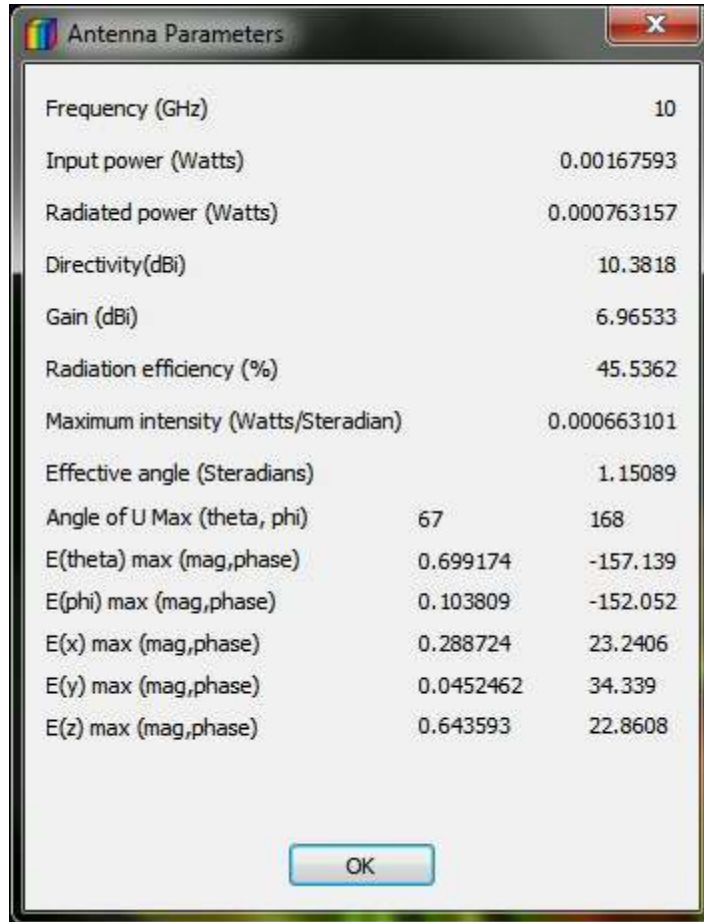 Antenna Parameters
Frequency (GHz) 10
Input power (Watts) 0.00167593
Radiated power (Watts) 0.000763157
Directivity(dBi) 10.3818
Gain (dBi) 6.96533
Radiation efficiency (%) 45.5362
Maximum intensity (Watts/Steradian) 0.000663101
Effective angle (Steradians) 1.15089
Angle of U Max (theta, phi) 67 168
E(theta) max (mag,phase) 0.699174 -157.139
E(phi) max (mag,phase) 0.103809 -152.052
E(x) max (mag,phase) 0.288724 23.2406
E(y) max (mag,phase) 0.0452462 34.339
E(z) max (mag,phase) 0.643593 22.8608
OK